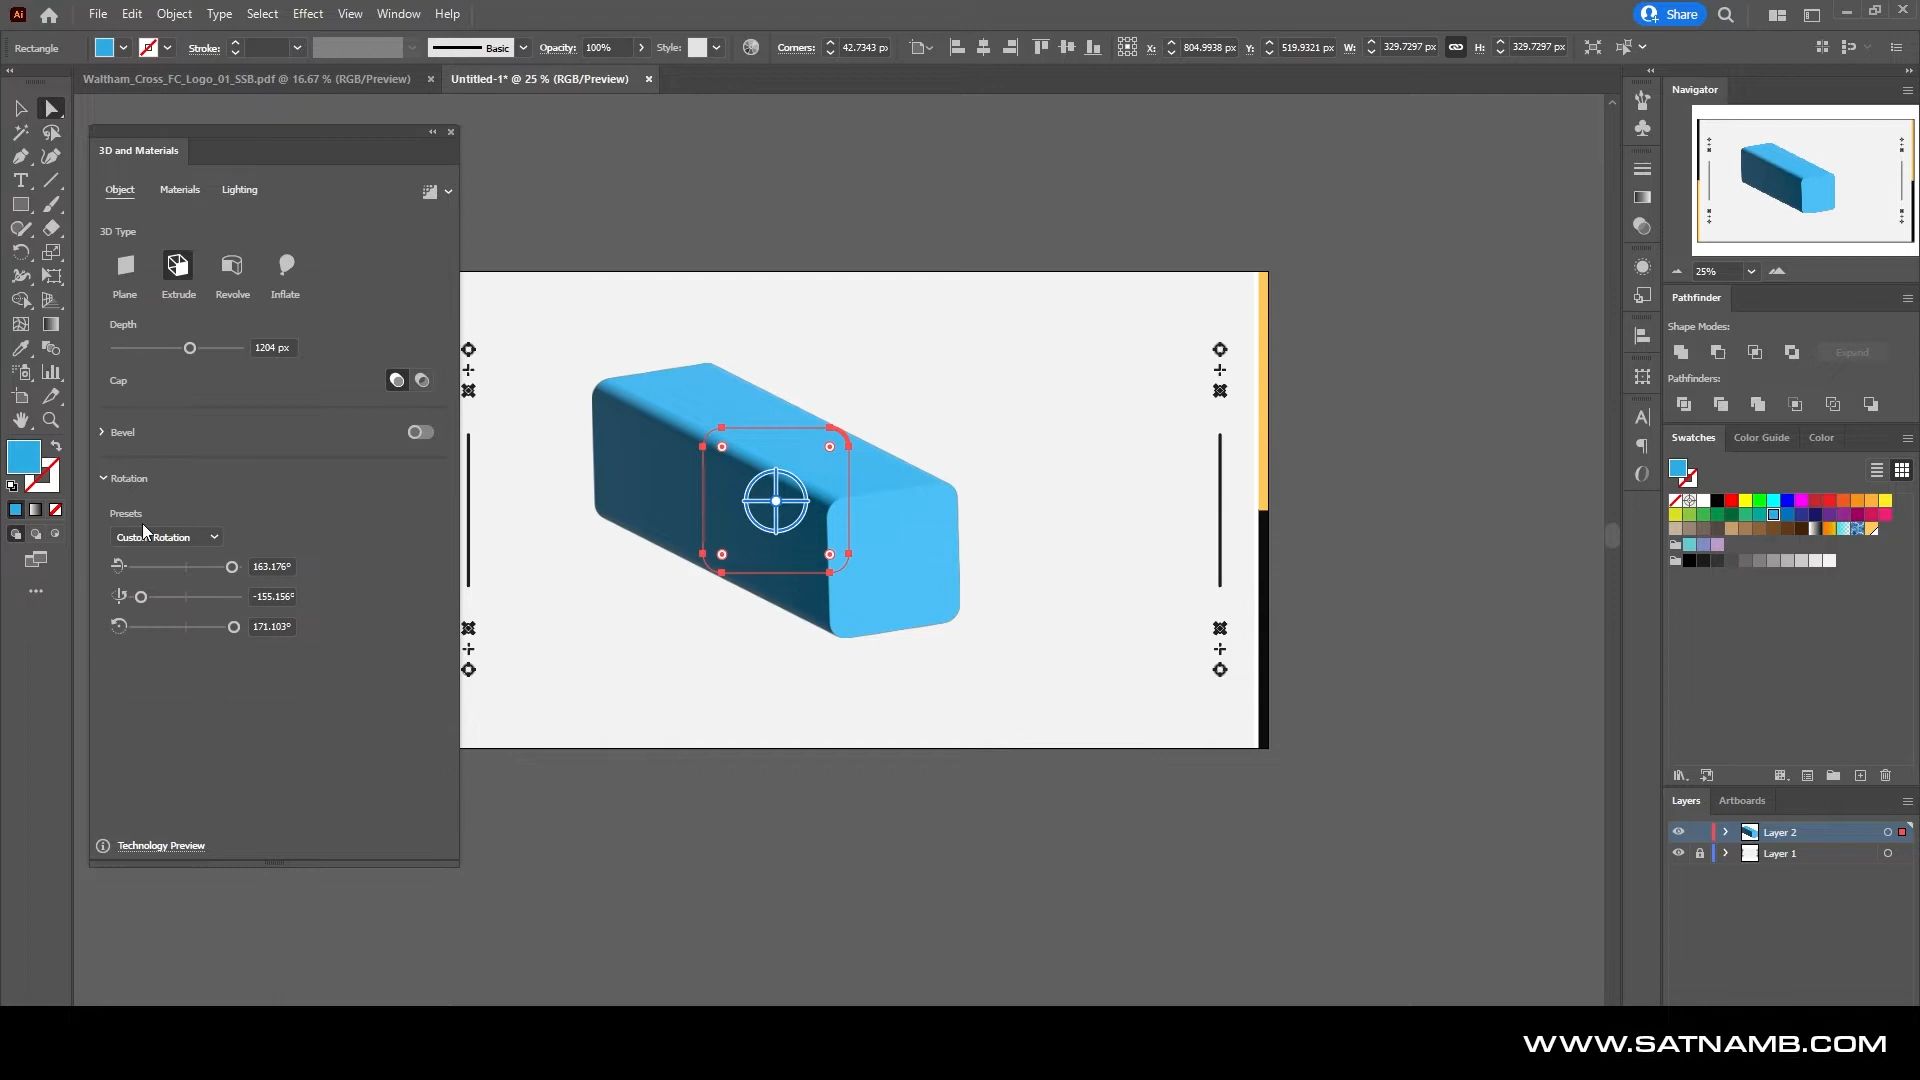 Ai File Edit Object Type Select Effect View Window Help Share
Rectangle Stroke: Basic Opacity: 100% Style: Corners: 42.7343 px X: 804.9938 px Y: 519.9321 px W: 329.7297 px H: 329.7297 px
Waltham_Cross_FC_Logo_01_SSB.pdf @ 16.67 % (RGB/Preview) Untitled-1* @ 25 % (RGB/Preview)
3D and Materials
Object Materials Lighting
3D Type
Plane Extrude Revolve Inflate
Depth
1204 px
Cap
Bevel
Rotation
Presets
Custom Rotation
163.176°
-155.156°
171.103°
Technology Preview
Navigator
25%
Pathfinder
Shape Modes:
Expand
Pathfinders:
Swatches Color Guide Color
Layers Artboards
Layer 2
Layer 1
WWW.SATNAMB.COM